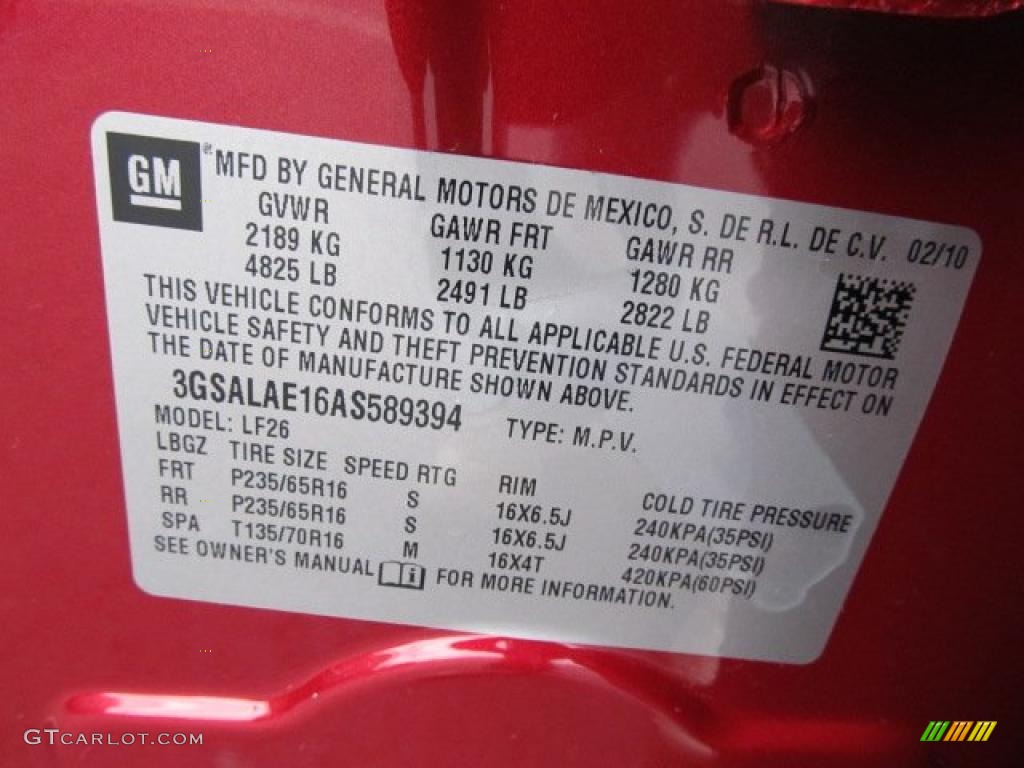 GM® MFD BY GENERAL MOTORS DE MEXICO, S. DE R.L. DE C.V. 02/10
GVWR GAWR FRT GAWR RR
2189 KG 1130 KG 1280 KG
4825 LB 2491 LB 2822 LB
THIS VEHICLE CONFORMS TO ALL APPLICABLE U.S. FEDERAL MOTOR
VEHICLE SAFETY AND THEFT PREVENTION STANDARDS IN EFFECT ON
THE DATE OF MANUFACTURE SHOWN ABOVE.
3GSALAE16AS589394 TYPE: M.P.V.
MODEL: LF26
LBGZ TIRE SIZE SPEED RTG RIM COLD TIRE PRESSURE
FRT P235/65R16 S 16X6.5J 240KPA(35PSI)
RR P235/65R16 S 16X6.5J 240KPA(35PSI)
SPA T135/70R16 M 16X4T 420KPA(60PSI)
SEE OWNER'S MANUAL i FOR MORE INFORMATION.
GTCARLOT.COM